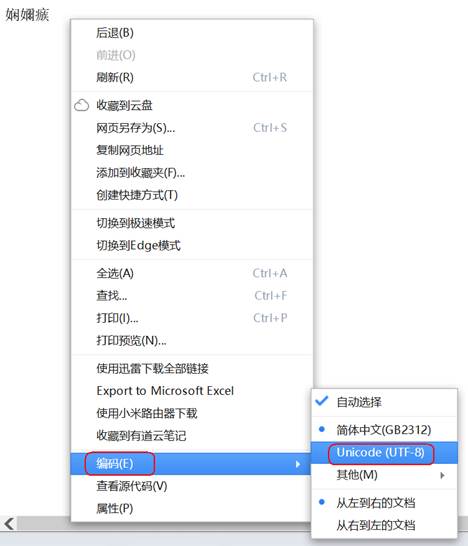 娴嬭瘯
后退(B)
前进(O)
刷新(R) Ctrl+R
收藏到云盘
网页另存为(S)... Ctrl+S
复制网页地址
添加到收藏夹(F)...
创建快捷方式(T)
切换到极速模式
切换到Edge模式
全选(A) Ctrl+A
查找... Ctrl+F
打印(I)... Ctrl+P
打印预览(N)...
使用迅雷下载全部链接
Export to Microsoft Excel
使用小米路由器下载
收藏到有道云笔记
编码(E)
查看源代码(V)
属性(P)
自动选择
简体中文(GB2312)
Unicode (UTF-8)
其他(M)
从左到右的文档
从右到左的文档